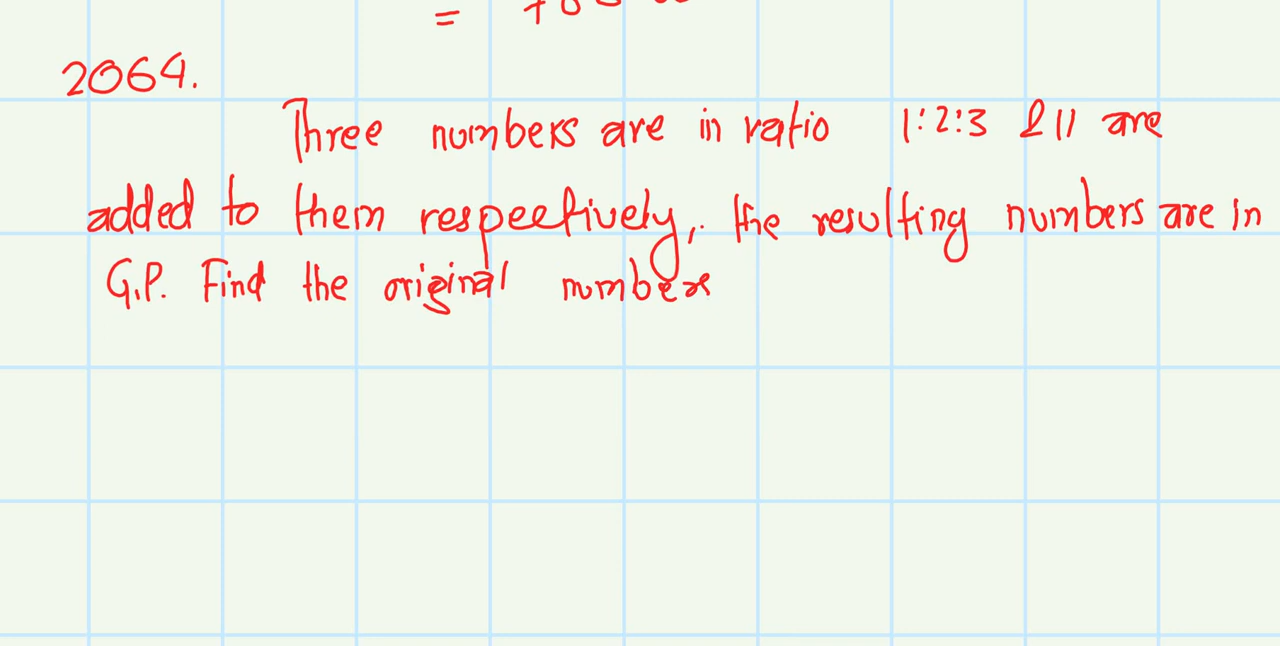 =
2064.
Three numbers are in ratio 1:2:3 & 11 are
added to them respectively, the resulting numbers are in
G.P. Find the original numbers